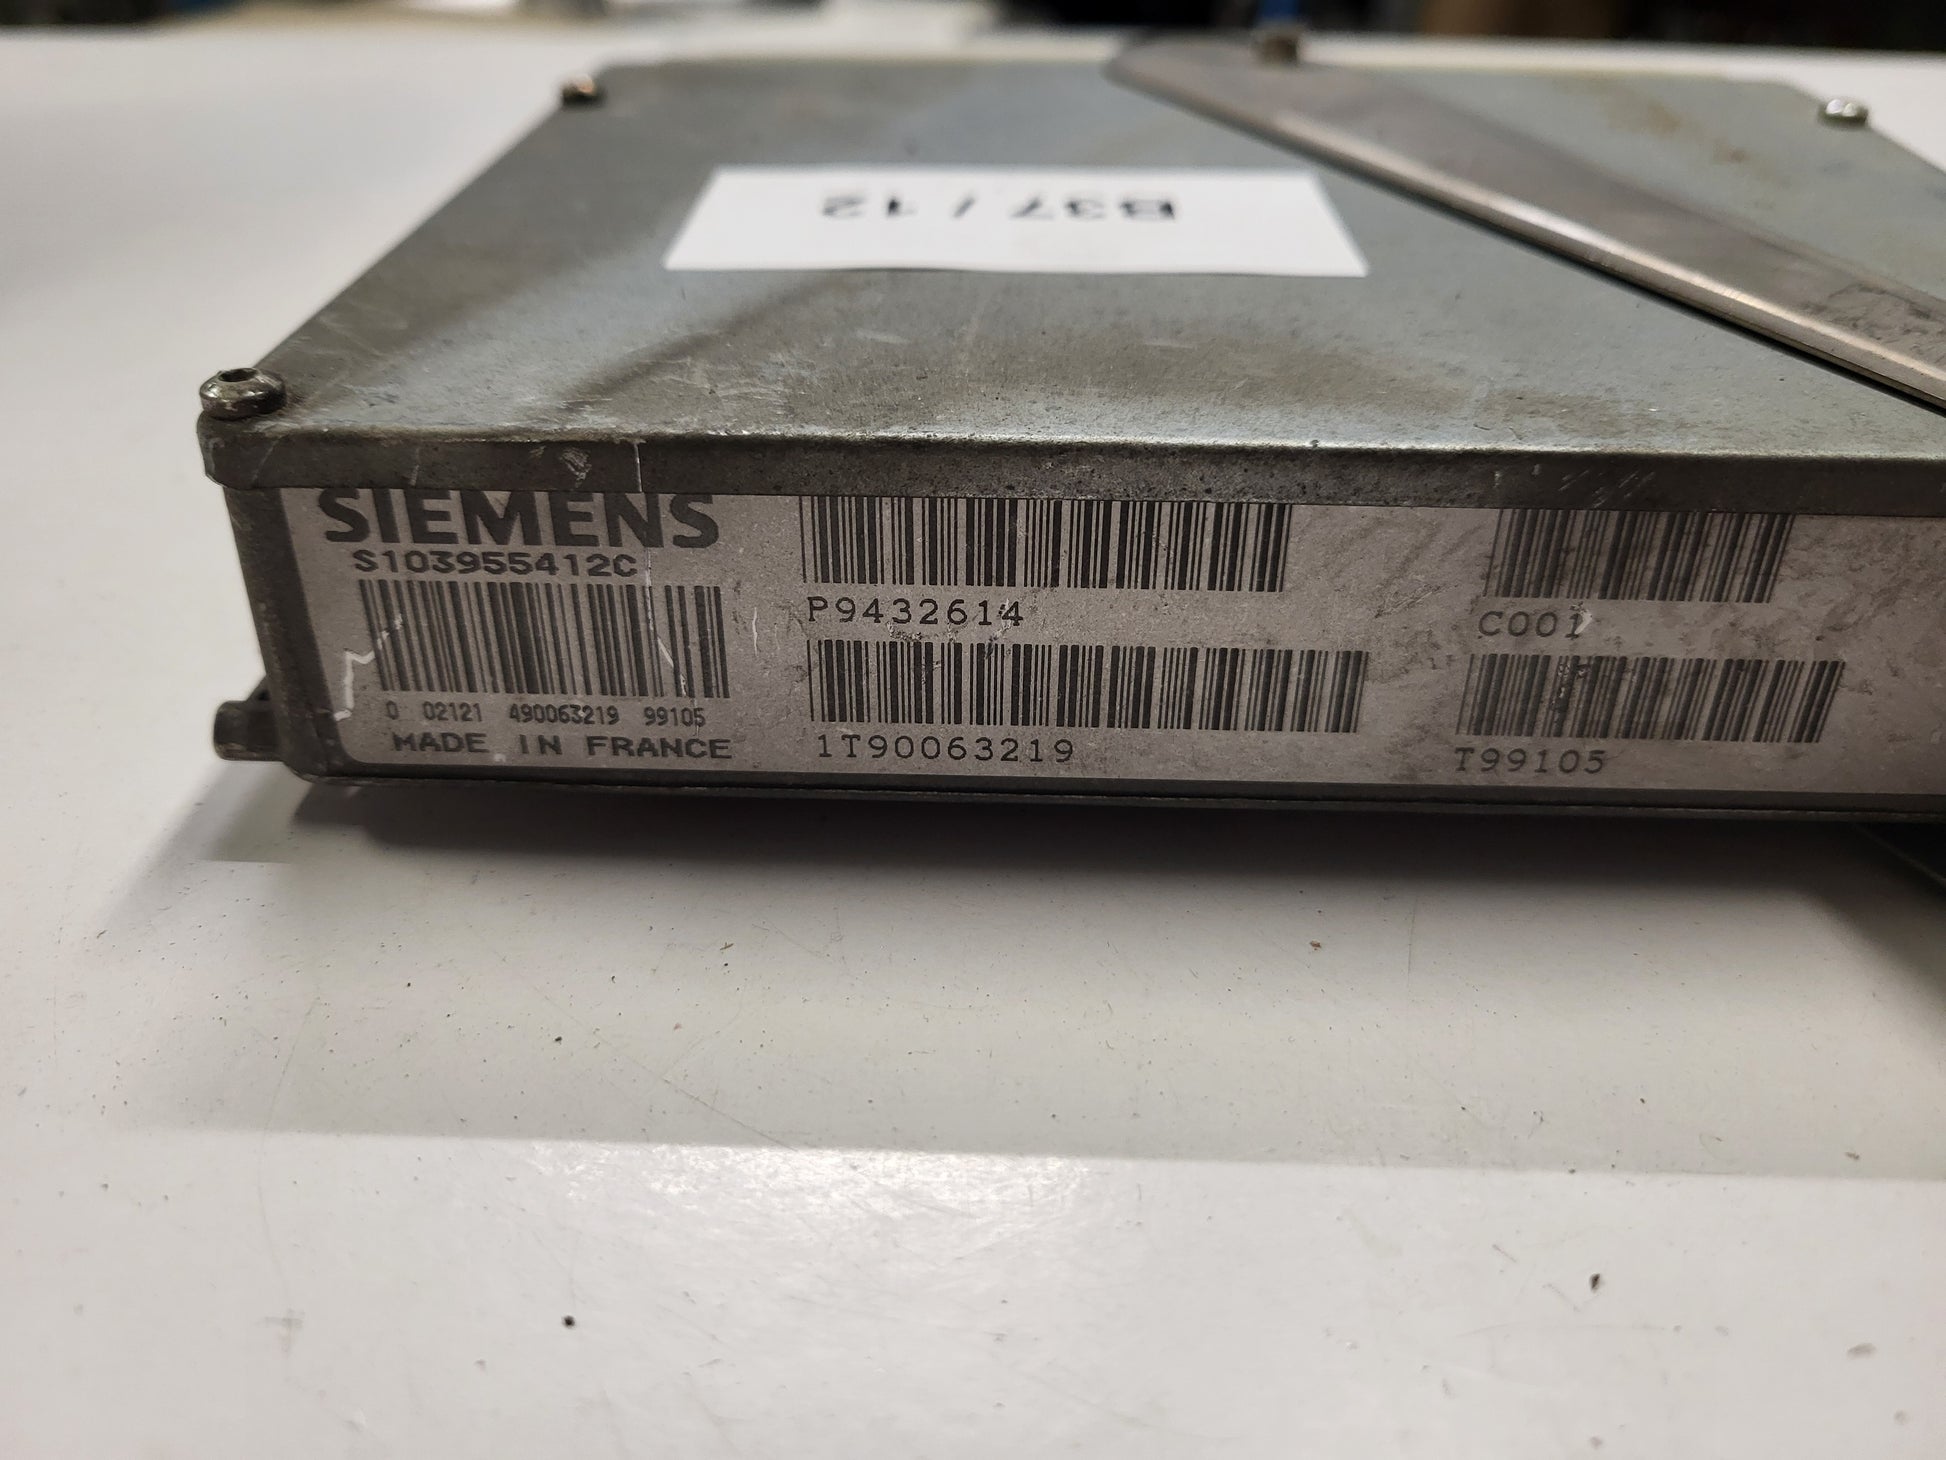 B37 / 12
SIEMENS
S103955412C
0 02121 490063219 99105
MADE IN FRANCE
P9432614
1T90063219
C001
T99105